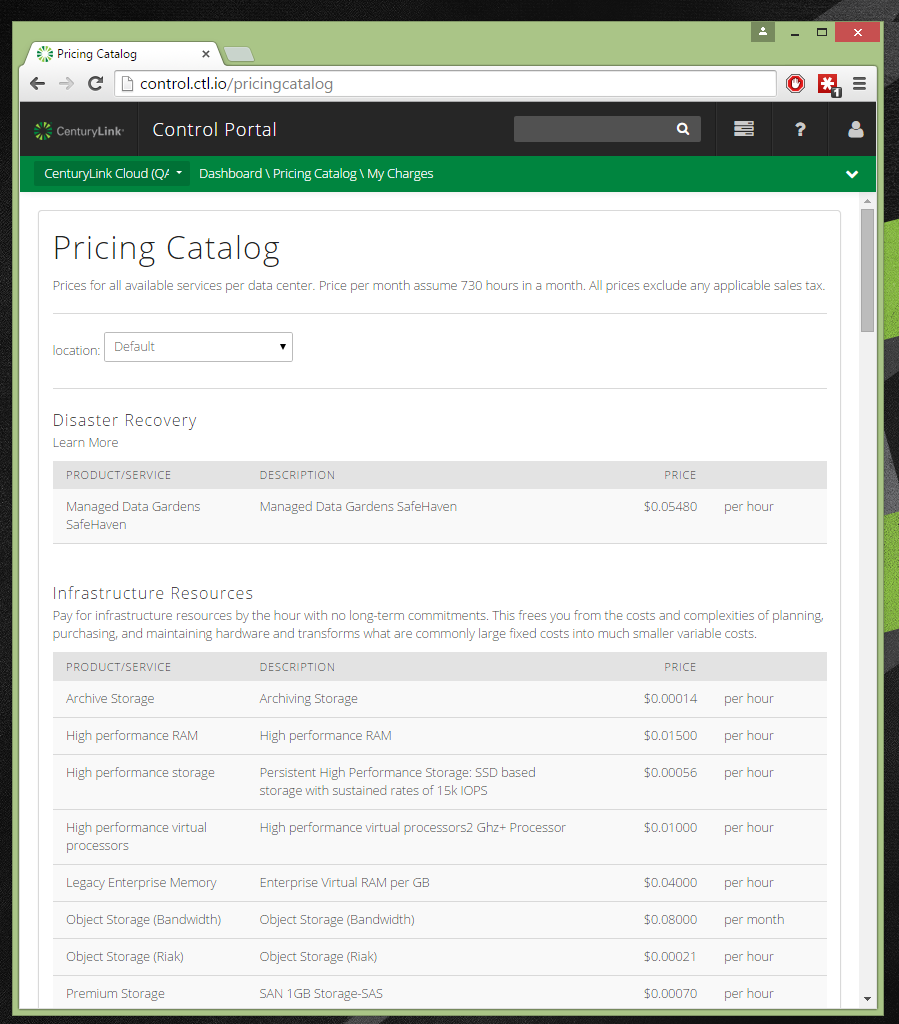 Pricing Catalog
control.ctl.io/pricingcatalog
1
CenturyLink Control Portal
?
CenturyLink Cloud (QA Dashboard \ Pricing Catalog \ My Charges
Pricing Catalog
Prices for all available services per data center. Price per month assume 730 hours in a month. All prices exclude any applicable sales tax.
location: Default
Disaster Recovery
Learn More
PRODUCT/SERVICE DESCRIPTION PRICE
Managed Data Gardens Managed Data Gardens SafeHaven $0.05480 per hour
SafeHaven
Infrastructure Resources
Pay for infrastructure resources by the hour with no long-term commitments. This frees you from the costs and complexities of planning,
purchasing, and maintaining hardware and transforms what are commonly large fixed costs into much smaller variable costs.
PRODUCT/SERVICE DESCRIPTION PRICE
Archive Storage Archiving Storage $0.00014 per hour
High performance RAM High performance RAM $0.01500 per hour
High performance storage Persistent High Performance Storage: SSD based $0.00056 per hour
storage with sustained rates of 15k IOPS
High performance virtual High performance virtual processors2 Ghz+ Processor $0.01000 per hour
processors
Legacy Enterprise Memory Enterprise Virtual RAM per GB $0.04000 per hour
Object Storage (Bandwidth) Object Storage (Bandwidth) $0.08000 per month
Object Storage (Riak) Object Storage (Riak) $0.00021 per hour
Premium Storage SAN 1GB Storage-SAS $0.00070 per hour